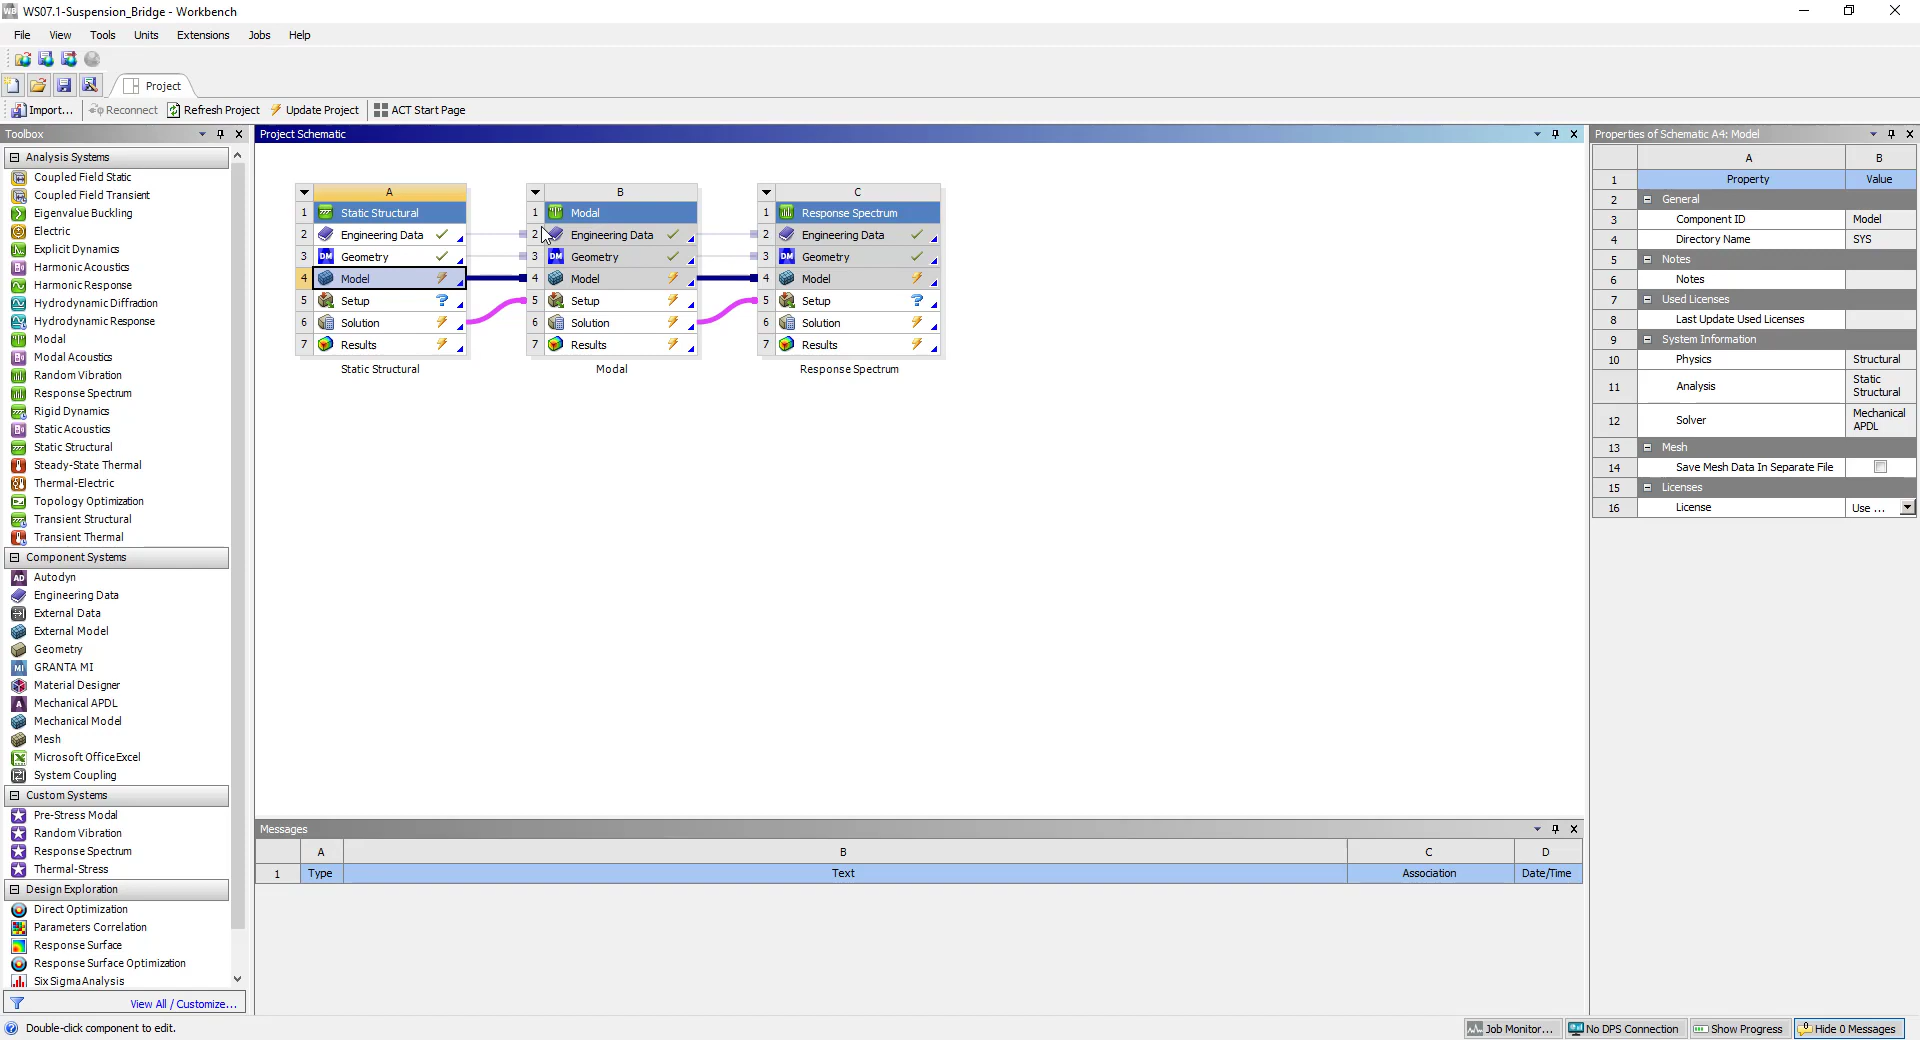 WS07.1-Suspension_Bridge - Workbench
File View Tools Units Extensions Jobs Help
Project
Import... Reconnect Refresh Project Update Project ACT Start Page
Toolbox
Analysis Systems
Coupled Field Static
Coupled Field Transient
Eigenvalue Buckling
Electric
Explicit Dynamics
Harmonic Acoustics
Harmonic Response
Hydrodynamic Diffraction
Hydrodynamic Response
Modal
Modal Acoustics
Random Vibration
Response Spectrum
Rigid Dynamics
Static Acoustics
Static Structural
Steady-State Thermal
Thermal-Electric
Topology Optimization
Transient Structural
Transient Thermal
Component Systems
Autodyn
Engineering Data
External Data
External Model
Geometry
GRANTA MI
Material Designer
Mechanical APDL
Mechanical Model
Mesh
Microsoft Office Excel
System Coupling
Custom Systems
Pre-Stress Modal
Random Vibration
Response Spectrum
Thermal-Stress
Design Exploration
Direct Optimization
Parameters Correlation
Response Surface
Response Surface Optimization
Six Sigma Analysis
View All / Customize...
Project Schematic
A
1 Static Structural
2 Engineering Data
3 Geometry
4 Model
5 Setup
6 Solution
7 Results
Static Structural
B
1 Modal
2 Engineering Data
3 Geometry
4 Model
5 Setup
6 Solution
7 Results
Modal
C
1 Response Spectrum
2 Engineering Data
3 Geometry
4 Model
5 Setup
6 Solution
7 Results
Response Spectrum
Messages
A B C D
1 Type Text Association Date/Time
Properties of Schematic A4: Model
A B
1 Property Value
2 General
3 Component ID Model
4 Directory Name SYS
5 Notes
6 Notes
7 Used Licenses
8 Last Update Used Licenses
9 System Information
10 Physics Structural
11 Analysis Static Structural
12 Solver Mechanical APDL
13 Mesh
14 Save Mesh Data In Separate File
15 Licenses
16 License Use ...
Double-click component to edit.
Job Monitor... No DPS Connection Show Progress Hide 0 Messages